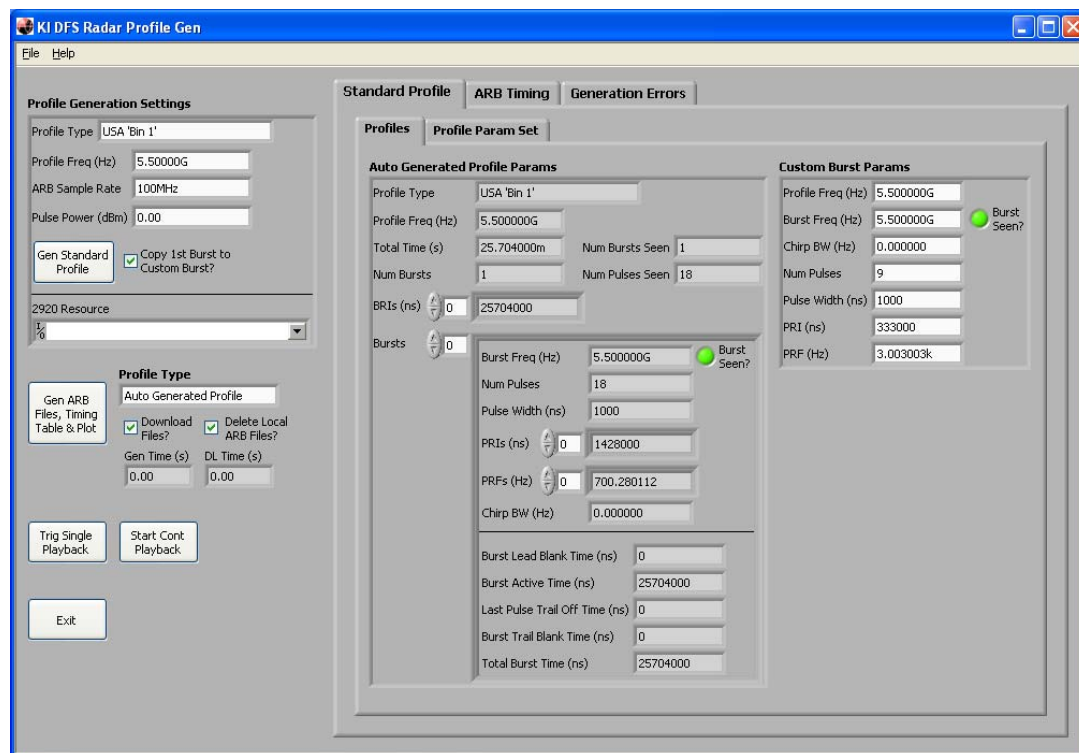 KI DFS Radar Profile Gen
File Help
Profile Generation Settings
Profile Type USA 'Bin 1'
Profile Freq (Hz) 5.50000G
ARB Sample Rate 100MHz
Pulse Power (dBm) 0.00
Gen Standard
Profile
Copy 1st Burst to
Custom Burst?
2920 Resource
Profile Type
Gen ARB
Files, Timing
Table & Plot
Auto Generated Profile
Download
Files?
Delete Local
ARB Files?
Gen Time (s) DL Time (s)
0.00 0.00
Trig Single
Playback
Start Cont
Playback
Exit
Standard Profile ARB Timing Generation Errors
Profiles Profile Param Set
Auto Generated Profile Params
Profile Type USA 'Bin 1'
Profile Freq (Hz) 5.500000G
Total Time (s) 25.704000m Num Bursts Seen 1
Num Bursts 1 Num Pulses Seen 18
BRIs (ns) 0 25704000
Bursts 0
Burst Freq (Hz) 5.500000G
Burst
Seen?
Num Pulses 18
Pulse Width (ns) 1000
PRIs (ns) 0 1428000
PRFs (Hz) 0 700.280112
Chirp BW (Hz) 0.000000
Burst Lead Blank Time (ns) 0
Burst Active Time (ns) 25704000
Last Pulse Trail Off Time (ns) 0
Burst Trail Blank Time (ns) 0
Total Burst Time (ns) 25704000
Custom Burst Params
Profile Freq (Hz) 5.500000G
Burst Freq (Hz) 5.500000G
Burst
Seen?
Chirp BW (Hz) 0.000000
Num Pulses 9
Pulse Width (ns) 1000
PRI (ns) 333000
PRF (Hz) 3.003003k